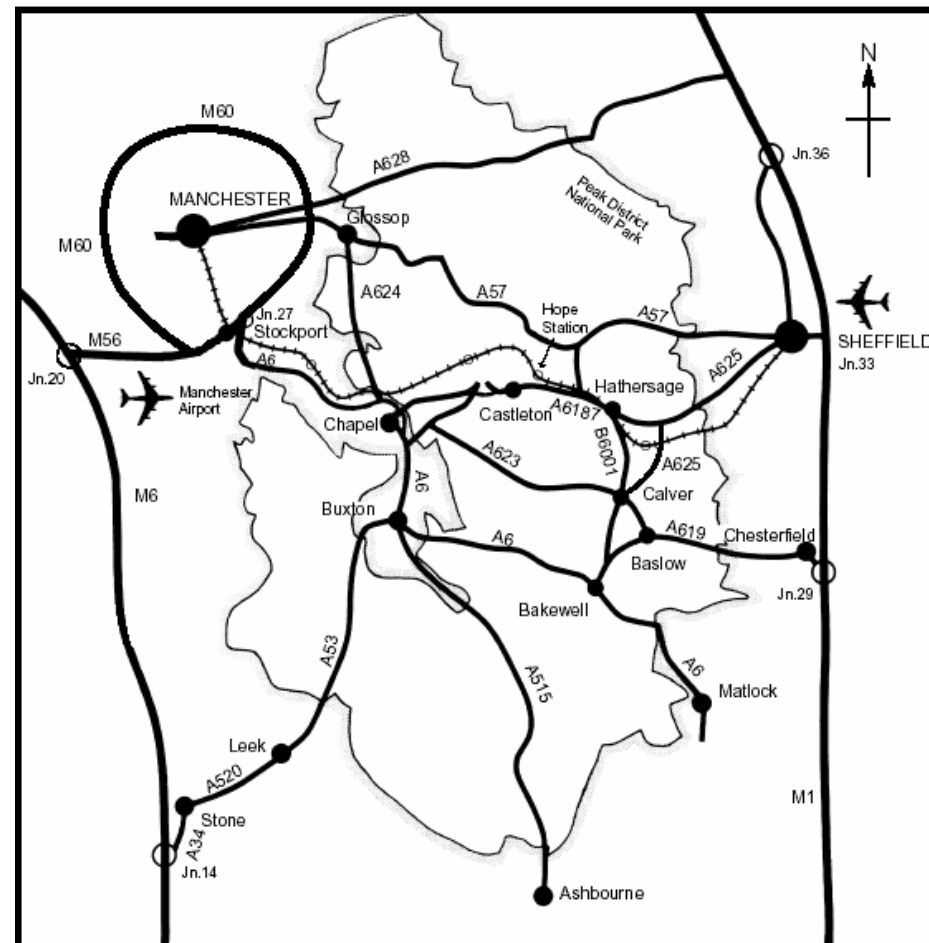 N
M60
Jn.36
A628
MANCHESTER
Peak District
National Park
Glossop
M60
A624
A57
Hope
Station
A57
Jn.27
Stockport
M56
SHEFFIELD
A6
A625
Jn.20
Jn.33
Manchester
Airport
Hathersage
Castleton
A6187
Chapel
B6001
A623
A625
A6
M6
Calver
Buxton
A619
Chesterfield
A6
Baslow
Jn.29
Bakewell
A53
A6
A515
Matlock
Leek
A520
M1
Stone
A34
Jn.14
Ashbourne